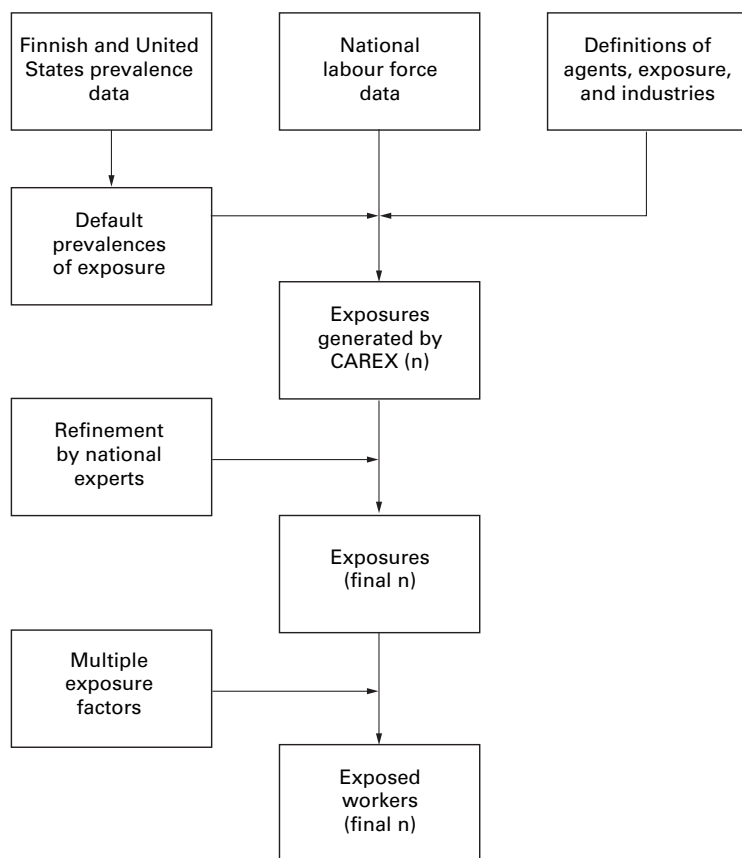 Finnish and United
States prevalence
data
National
labour force
data
Definitions of
agents, exposure,
and industries
Default
prevalences
of exposure
Exposures
generated by
CAREX (n)
Refinement
by national
experts
Exposures
(final n)
Multiple
exposure
factors
Exposed
workers
(final n)